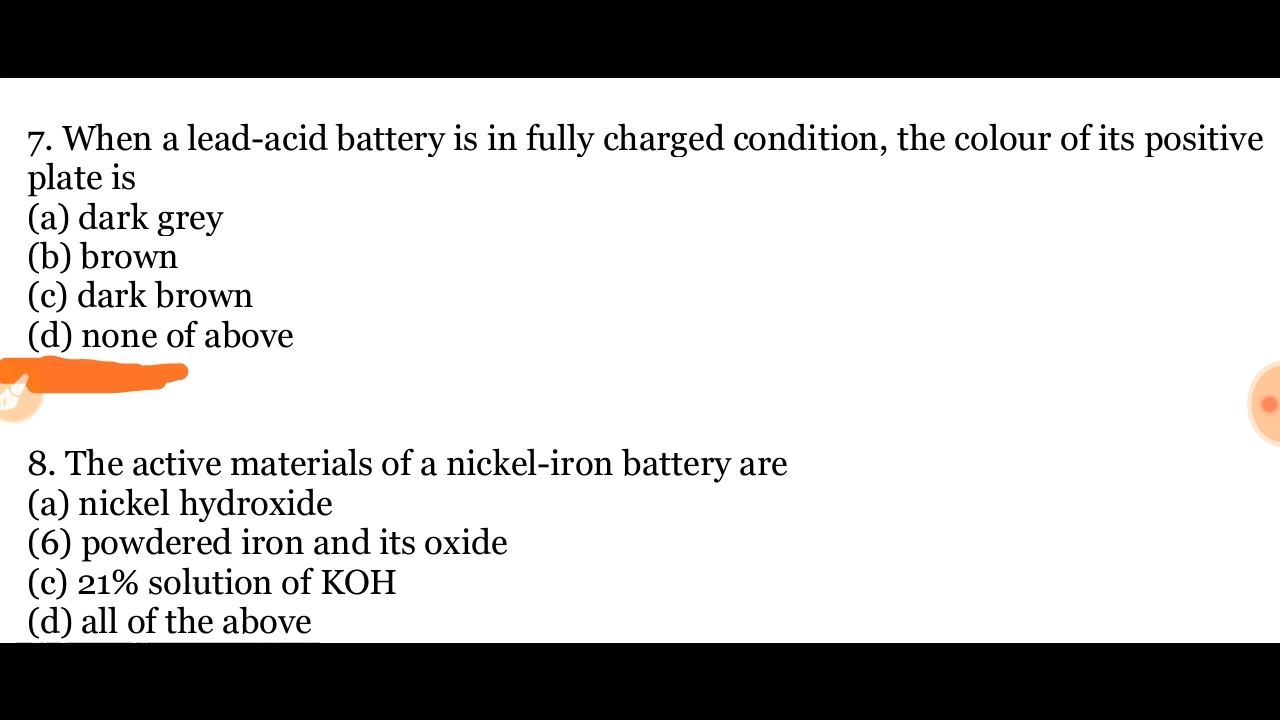 7. When a lead-acid battery is in fully charged condition, the colour of its positive
plate is
(a) dark grey
(b) brown
(c) dark brown
(d) none of above
8. The active materials of a nickel-iron battery are
(a) nickel hydroxide
(6) powdered iron and its oxide
(c) 21% solution of KOH
(d) all of the above